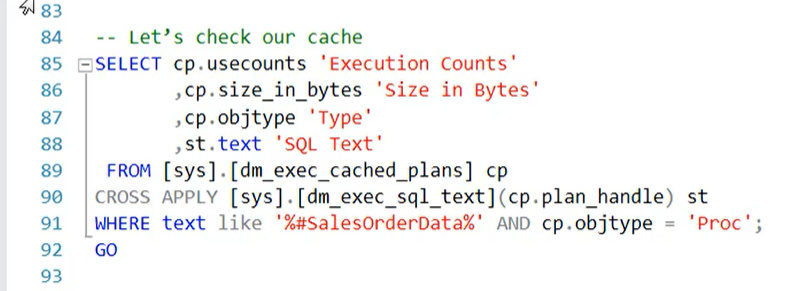 83
84 -- Let’s check our cache
85 SELECT cp.usecounts 'Execution Counts'
86 ,cp.size_in_bytes 'Size in Bytes'
87 ,cp.objtype 'Type'
88 ,st.text 'SQL Text'
89 FROM [sys].[dm_exec_cached_plans] cp
90 CROSS APPLY [sys].[dm_exec_sql_text](cp.plan_handle) st
91 WHERE text like '%#SalesOrderData%' AND cp.objtype = 'Proc';
92 GO
93